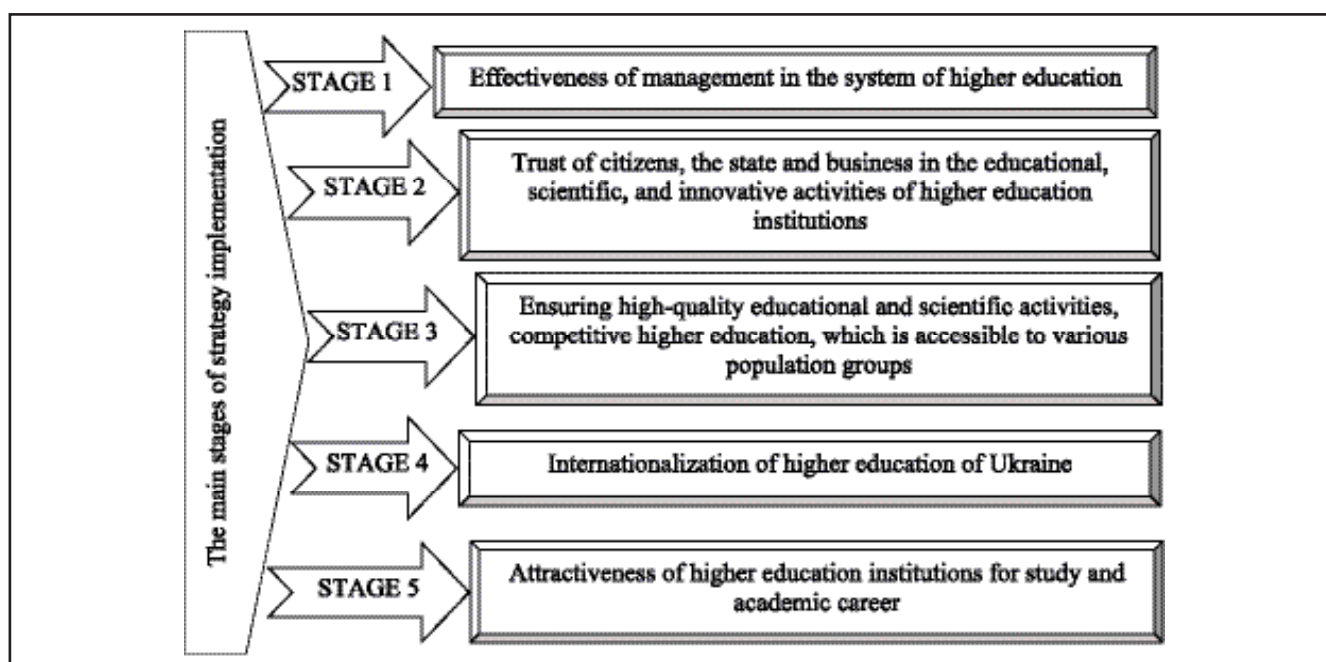 The main stages of strategy implementation
STAGE 1
Effectiveness of management in the system of higher education
STAGE 2
Trust of citizens, the state and business in the educational,
scientific, and innovative activities of higher education
institutions
STAGE 3
Ensuring high-quality educational and scientific activities,
competitive higher education, which is accessible to various
population groups
STAGE 4
Internationalization of higher education of Ukraine
STAGE 5
Attractiveness of higher education institutions for study and
academic career